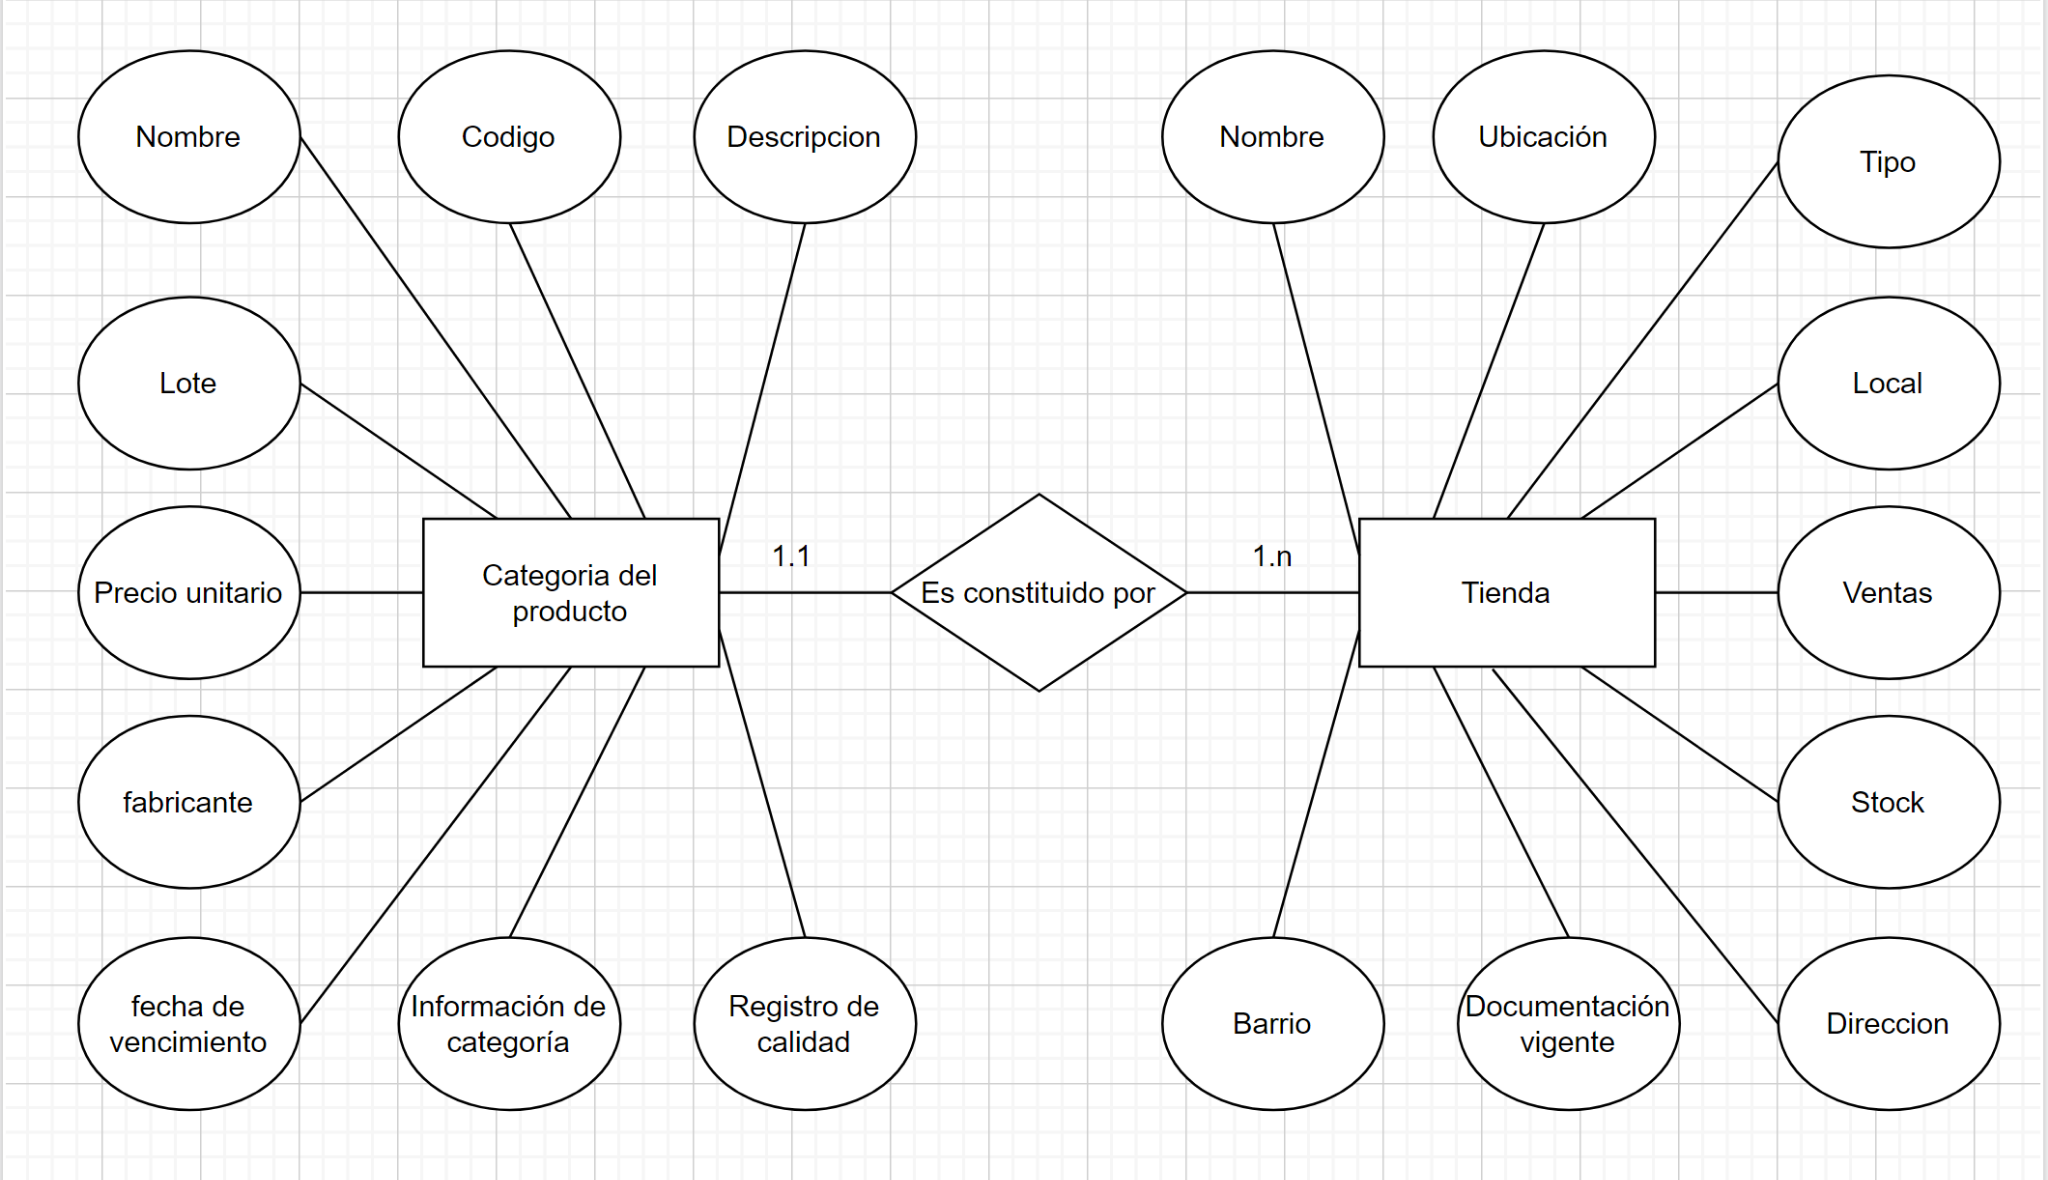 Nombre
Codigo
Descripcion
Nombre
Ubicación
Tipo
Lote
Local
Precio unitario
Categoria del
producto
1.1
Es constituido por
1.n
Tienda
Ventas
fabricante
Stock
fecha de
vencimiento
Información de
categoría
Registro de
calidad
Barrio
Documentación
vigente
Direccion